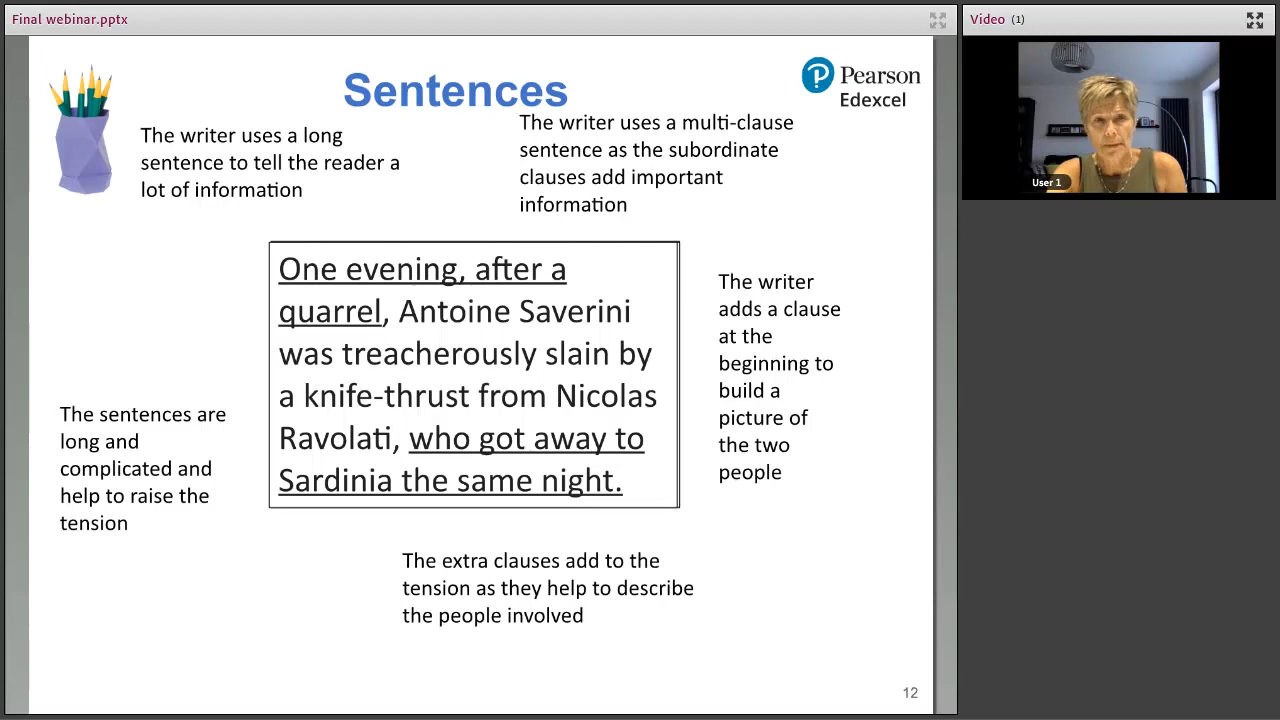 Final webinar.pptx
Video (1)
User 1
Sentences
Pearson
Edexcel
The writer uses a long
sentence to tell the reader a
lot of information
The writer uses a multi-clause
sentence as the subordinate
clauses add important
information
One evening, after a
quarrel, Antoine Saverini
was treacherously slain by
a knife-thrust from Nicolas
Ravolati, who got away to
Sardinia the same night.
The writer
adds a clause
at the
beginning to
build a
picture of
the two
people
The sentences are
long and
complicated and
help to raise the
tension
The extra clauses add to the
tension as they help to describe
the people involved
12